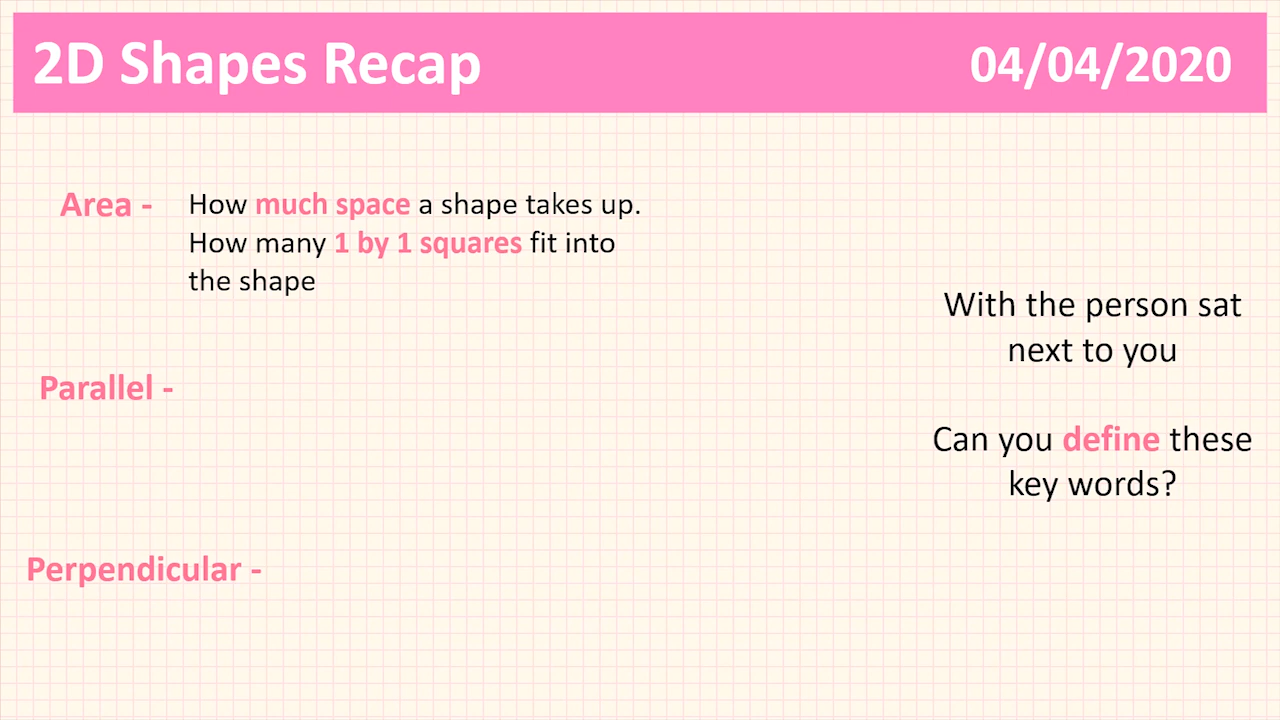 2D Shapes Recap
04/04/2020
Area -
How much space a shape takes up.
How many 1 by 1 squares fit into
the shape
With the person sat
next to you
Parallel -
Can you define these
key words?
Perpendicular -